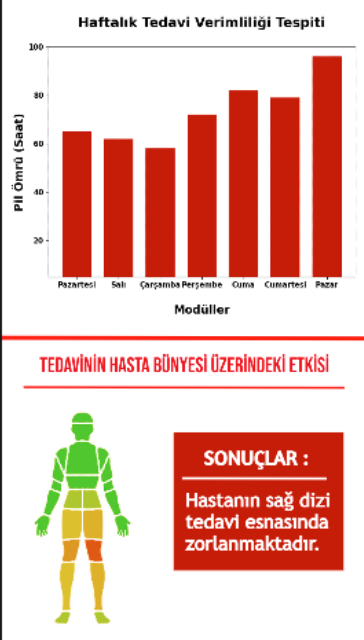 Haftalık Tedavi Verimliliği Tespiti
100
80
60
40
20
Pil Ömrü (Saat)
Pazartesi Salı Çarşamba Perşembe Cuma Cumartesi Pazar
Modüller
TEDAVİNİN HASTA BÜNYESİ ÜZERİNDEKİ ETKİSİ
SONUÇLAR :
Hastanın sağ dizi
tedavi esnasında
zorlanmaktadır.